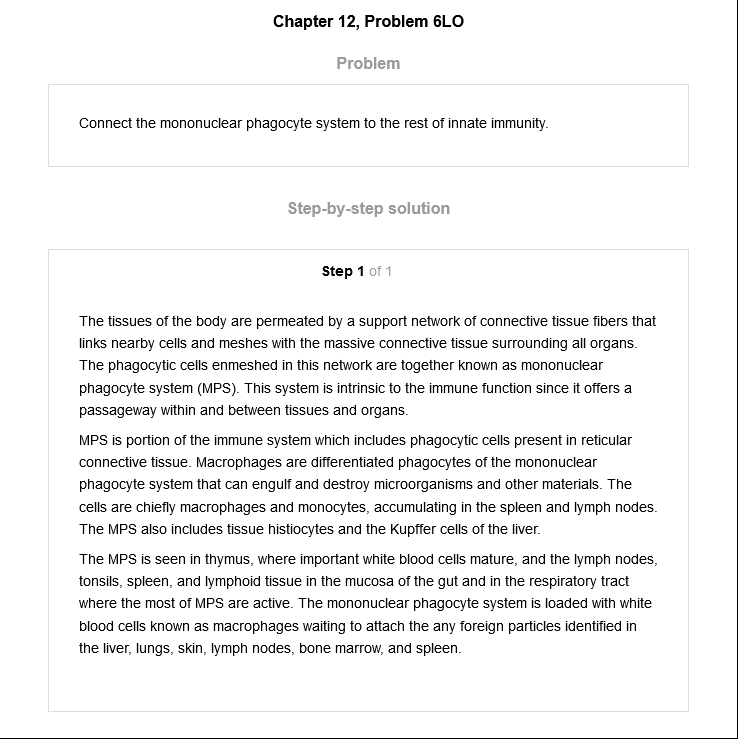 Chapter 12, Problem 6LO
Problem
Connect the mononuclear phagocyte system to the rest of innate immunity.
Step-by-step solution
Step 1 of 1
The tissues of the body are permeated by a support network of connective tissue fibers that
links nearby cells and meshes with the massive connective tissue surrounding all organs.
The phagocytic cells enmeshed in this network are together known as mononuclear
phagocyte system (MPS). This system is intrinsic to the immune function since it offers a
passageway within and between tissues and organs.
MPS is portion of the immune system which includes phagocytic cells present in reticular
connective tissue. Macrophages are differentiated phagocytes of the mononuclear
phagocyte system that can engulf and destroy microorganisms and other materials. The
cells are chiefly macrophages and monocytes, accumulating in the spleen and lymph nodes.
The MPS also includes tissue histiocytes and the Kupffer cells of the liver.
The MPS is seen in thymus, where important white blood cells mature, and the lymph nodes,
tonsils, spleen, and lymphoid tissue in the mucosa of the gut and in the respiratory tract
where the most of MPS are active. The mononuclear phagocyte system is loaded with white
blood cells known as macrophages waiting to attach the any foreign particles identified in
the liver, lungs, skin, lymph nodes, bone marrow, and spleen.